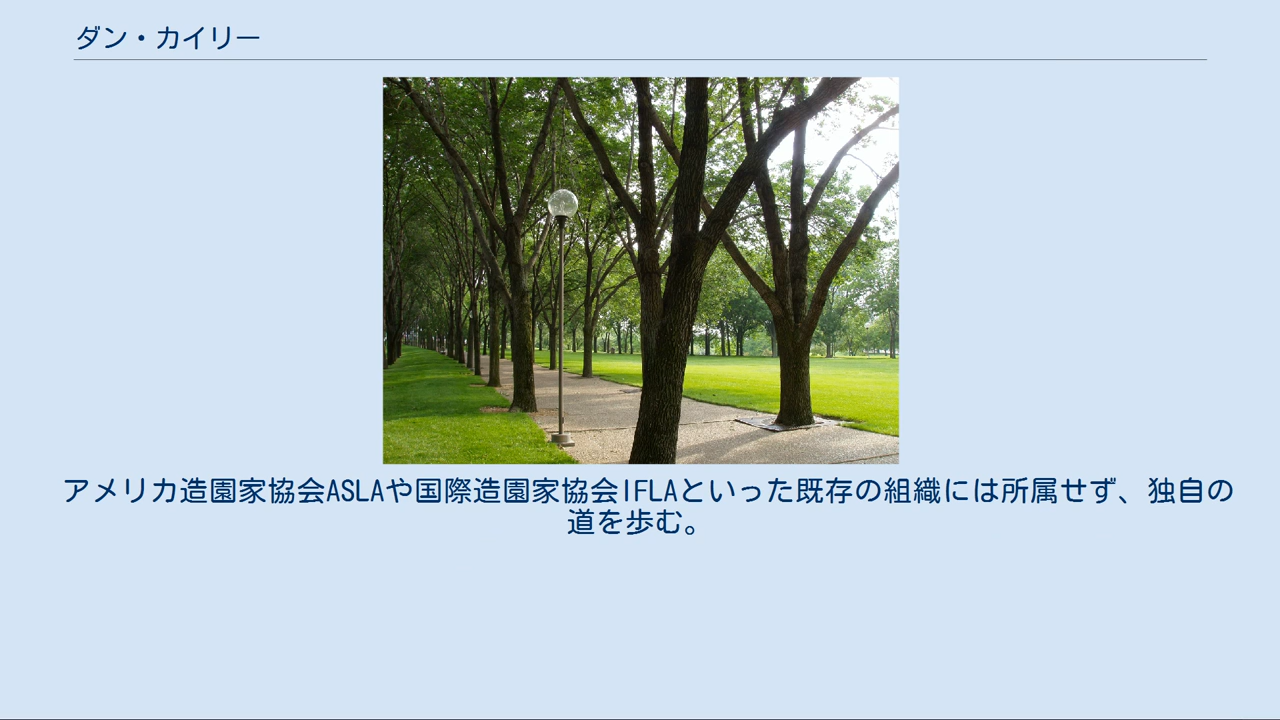 ダン・カイリー
アメリカ造園家協会ASLAや国際造園家協会IFLAといった既存の組織には所属せず、独自の
道を歩む。